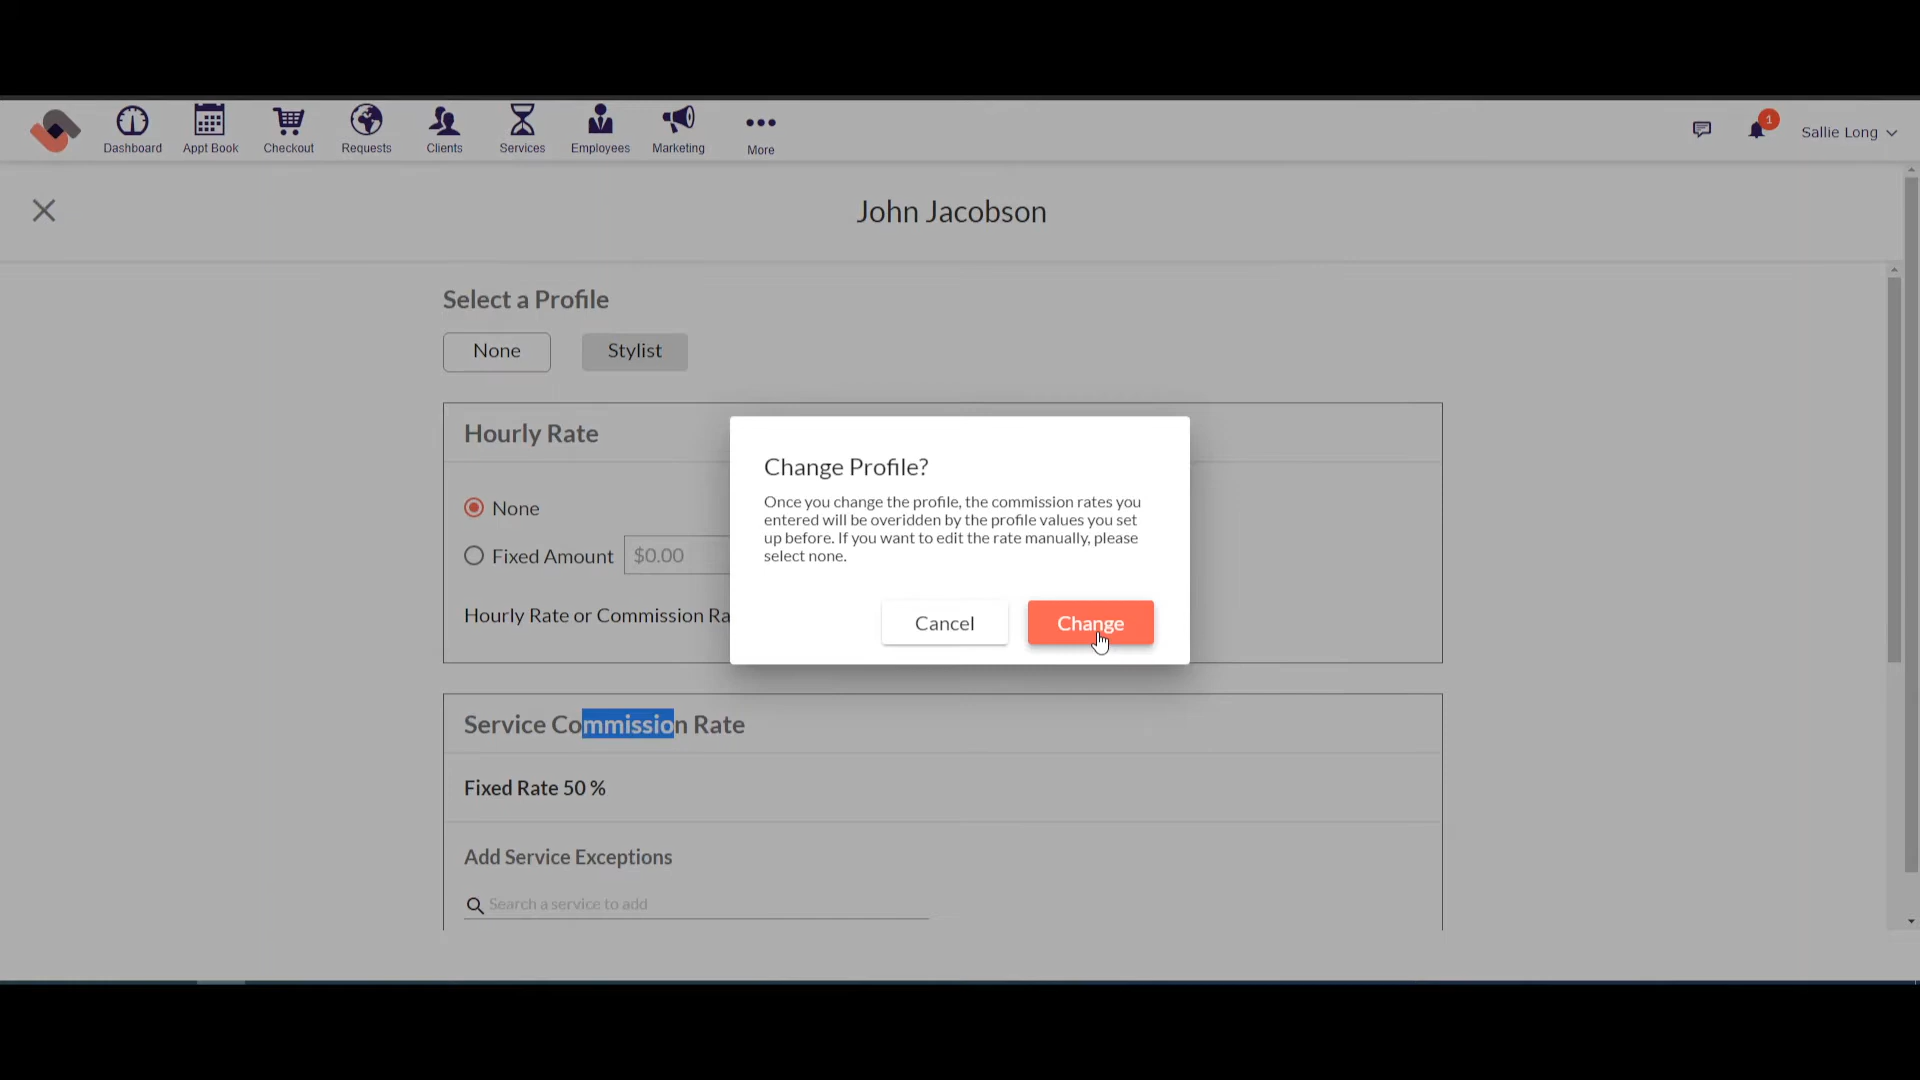 Dashboard
Appt Book
Checkout
Requests
Clients
Services
Employees
Marketing
More
1
Sallie Long
John Jacobson
Select a Profile
None
Stylist
Hourly Rate
None
Fixed Amount
$0.00
Hourly Rate or Commission Ra
Change Profile?
Once you change the profile, the commission rates you
entered will be overidden by the profile values you set
up before. If you want to edit the rate manually, please
select none.
Cancel
Change
Service Commission Rate
Fixed Rate 50 %
Add Service Exceptions
Search a service to add